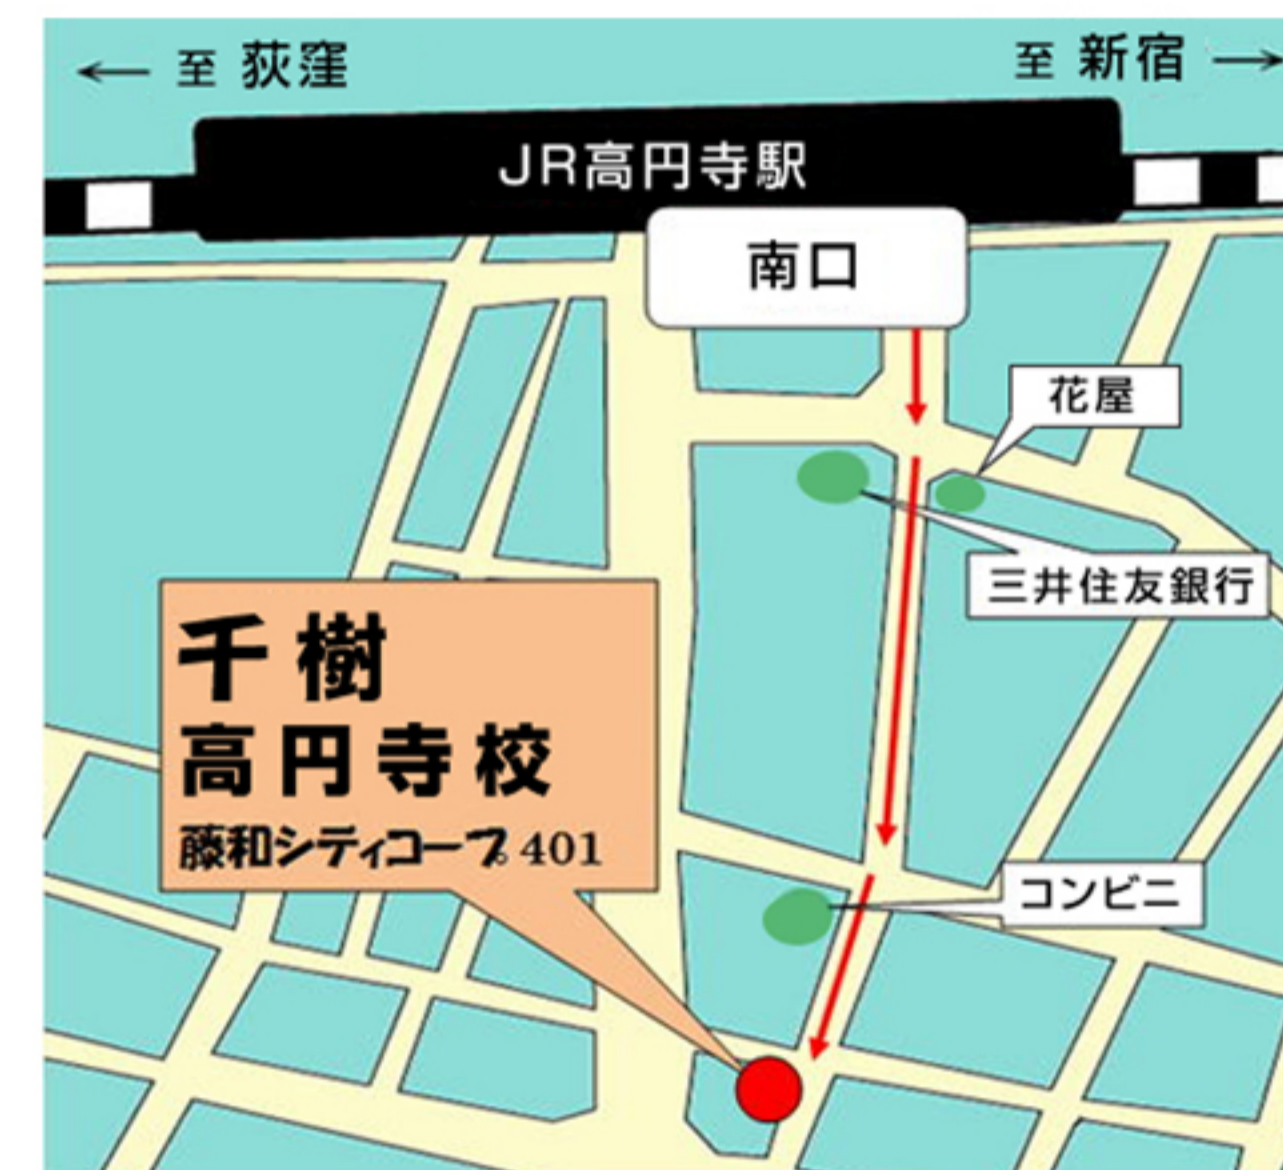 ← 至 荻窪
至 新宿 →
JR高円寺駅
南口
花屋
三井住友銀行
千樹
高円寺校
藤和シティコープ401
コンビニ